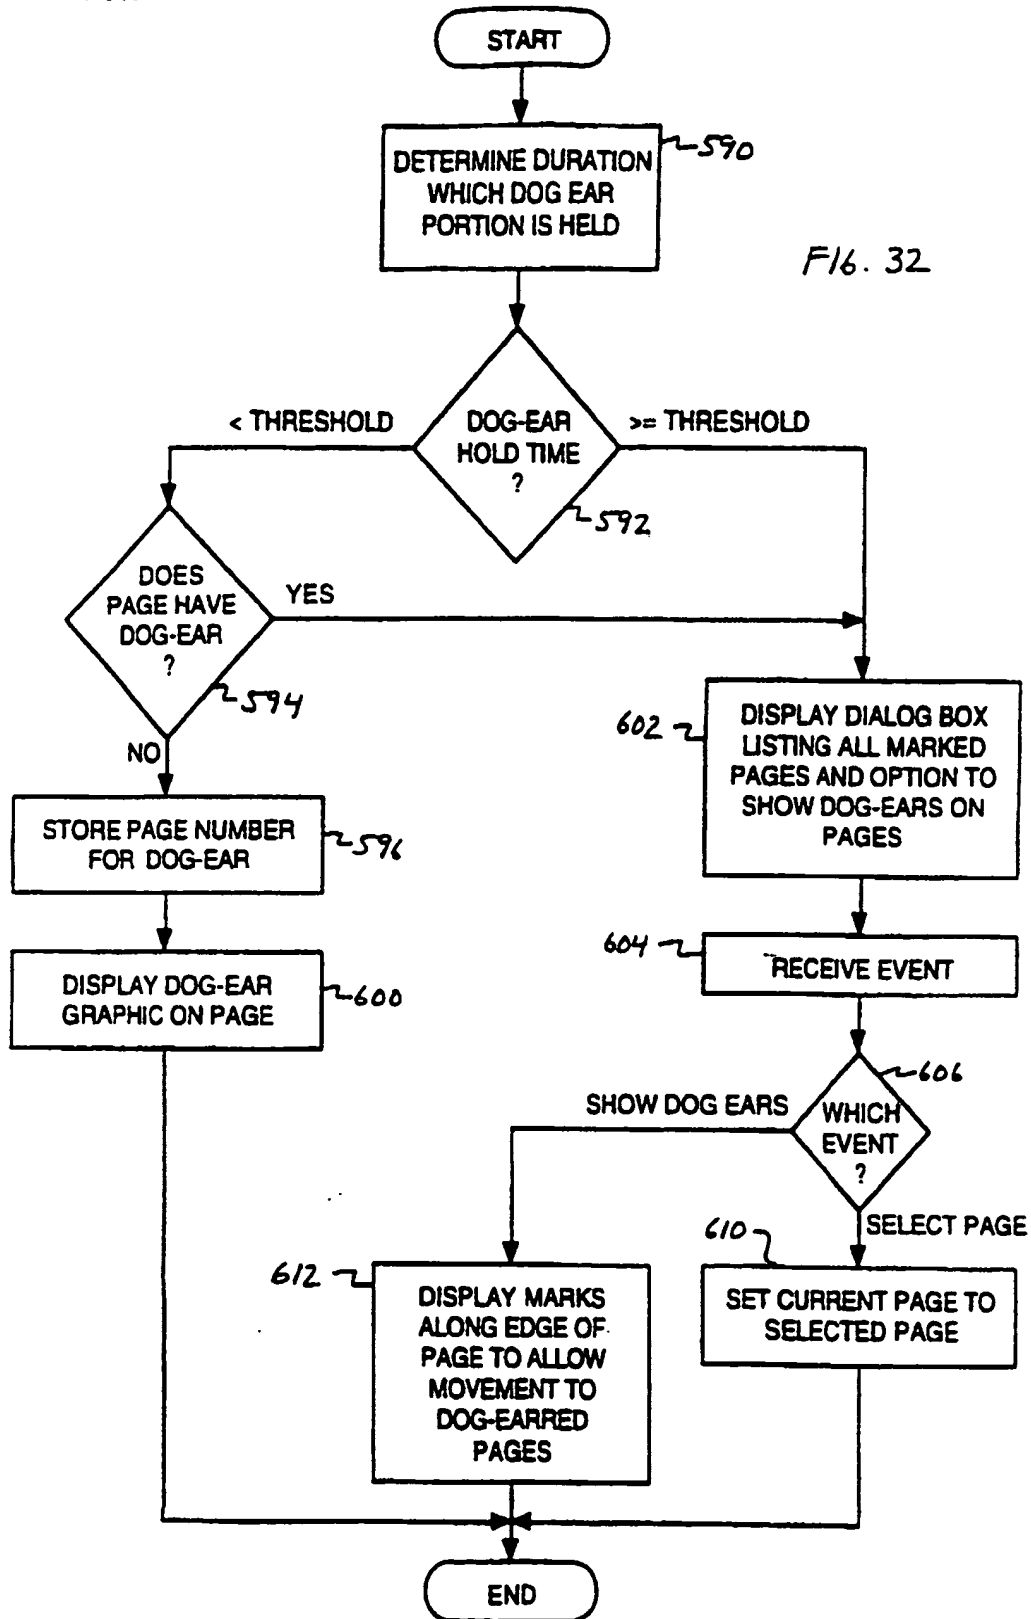 START
DETERMINE DURATION
WHICH DOG EAR
PORTION IS HELD
590
FIG. 32
< THRESHOLD
DOG-EAR
HOLD TIME
?
>= THRESHOLD
592
DOES
PAGE HAVE
DOG-EAR
?
YES
594
NO
602
DISPLAY DIALOG BOX
LISTING ALL MARKED
PAGES AND OPTION TO
SHOW DOG-EARS ON
PAGES
STORE PAGE NUMBER
FOR DOG-EAR
596
604
RECEIVE EVENT
DISPLAY DOG-EAR
GRAPHIC ON PAGE
600
606
SHOW DOG EARS
WHICH
EVENT
?
SELECT PAGE
610
612
DISPLAY MARKS
ALONG EDGE OF
PAGE TO ALLOW
MOVEMENT TO
DOG-EARRED
PAGES
SET CURRENT PAGE TO
SELECTED PAGE
END